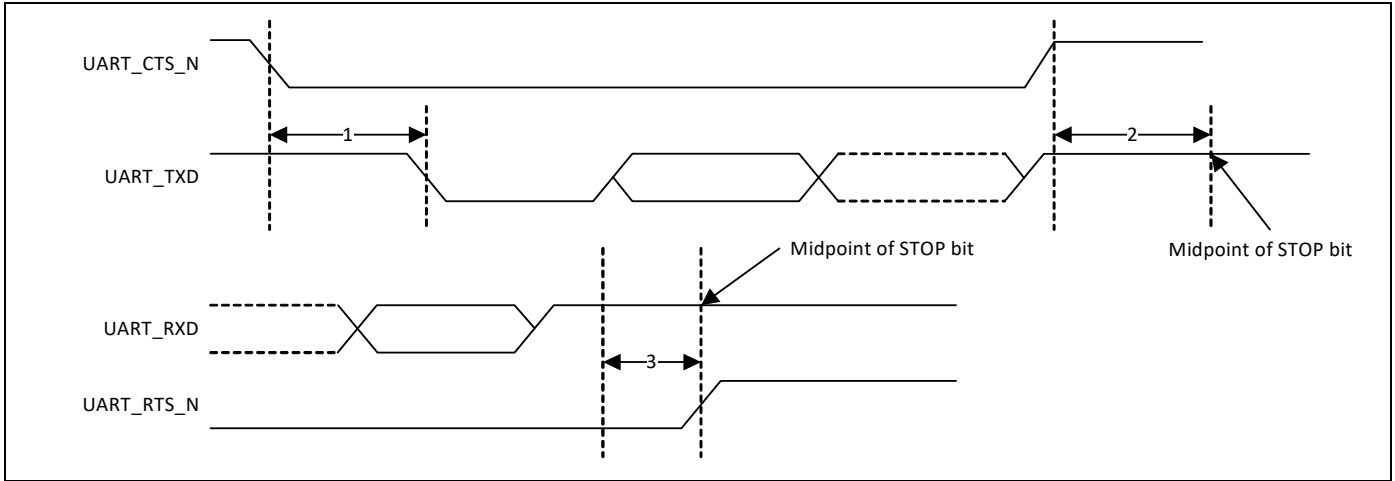 UART_CTS_N
1
2
UART_TXD
Midpoint of STOP bit
Midpoint of STOP bit
UART_RXD
3
UART_RTS_N